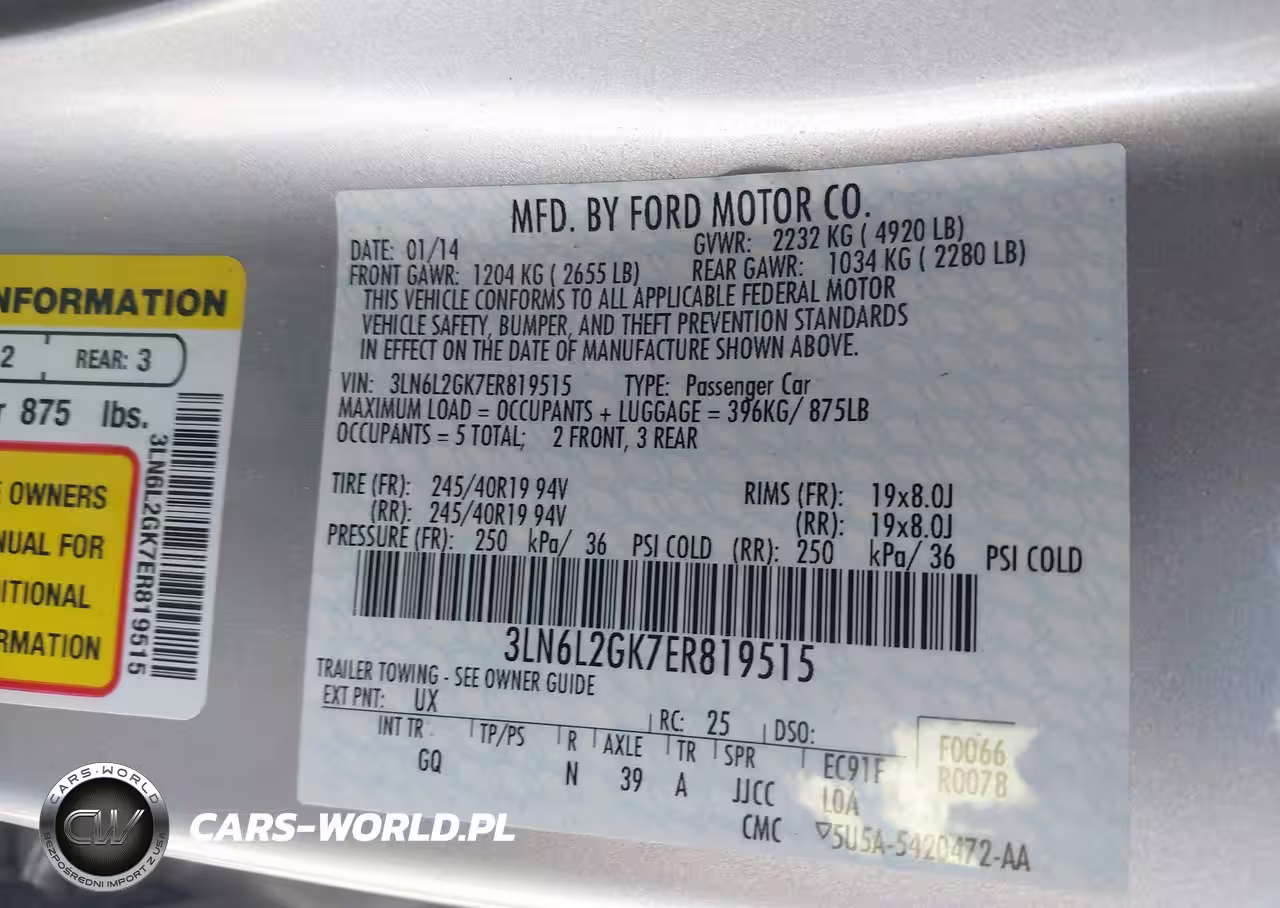 NFORMATION
2 REAR: 3
875 lbs.
3LN6L2GK7ER819515
OWNERS
NUAL FOR
ITIONAL
RMATION
MFD. BY FORD MOTOR CO.
DATE: 01/14 GVWR: 2232 KG ( 4920 LB)
FRONT GAWR: 1204 KG ( 2655 LB) REAR GAWR: 1034 KG ( 2280 LB)
THIS VEHICLE CONFORMS TO ALL APPLICABLE FEDERAL MOTOR
VEHICLE SAFETY, BUMPER, AND THEFT PREVENTION STANDARDS
IN EFFECT ON THE DATE OF MANUFACTURE SHOWN ABOVE.
VIN: 3LN6L2GK7ER819515 TYPE: Passenger Car
MAXIMUM LOAD = OCCUPANTS + LUGGAGE = 396KG/ 875LB
OCCUPANTS = 5 TOTAL; 2 FRONT, 3 REAR
TIRE (FR): 245/40R19 94V RIMS (FR): 19x8.0J
(RR): 245/40R19 94V (RR): 19x8.0J
PRESSURE (FR): 250 kPa/ 36 PSI COLD (RR): 250 kPa/ 36 PSI COLD
3LN6L2GK7ER819515
TRAILER TOWING - SEE OWNER GUIDE
EXT PNT: UX RC: 25 DSO:
INT TR TP/PS R AXLE TR SPR EC91F F0066
GQ N 39 A JJCC L0A R0078
CMC ▽5U5A-5420472-AA
CARS-WORLD
CW
BEZPOŚREDNI IMPORT Z USA
CARS-WORLD.PL